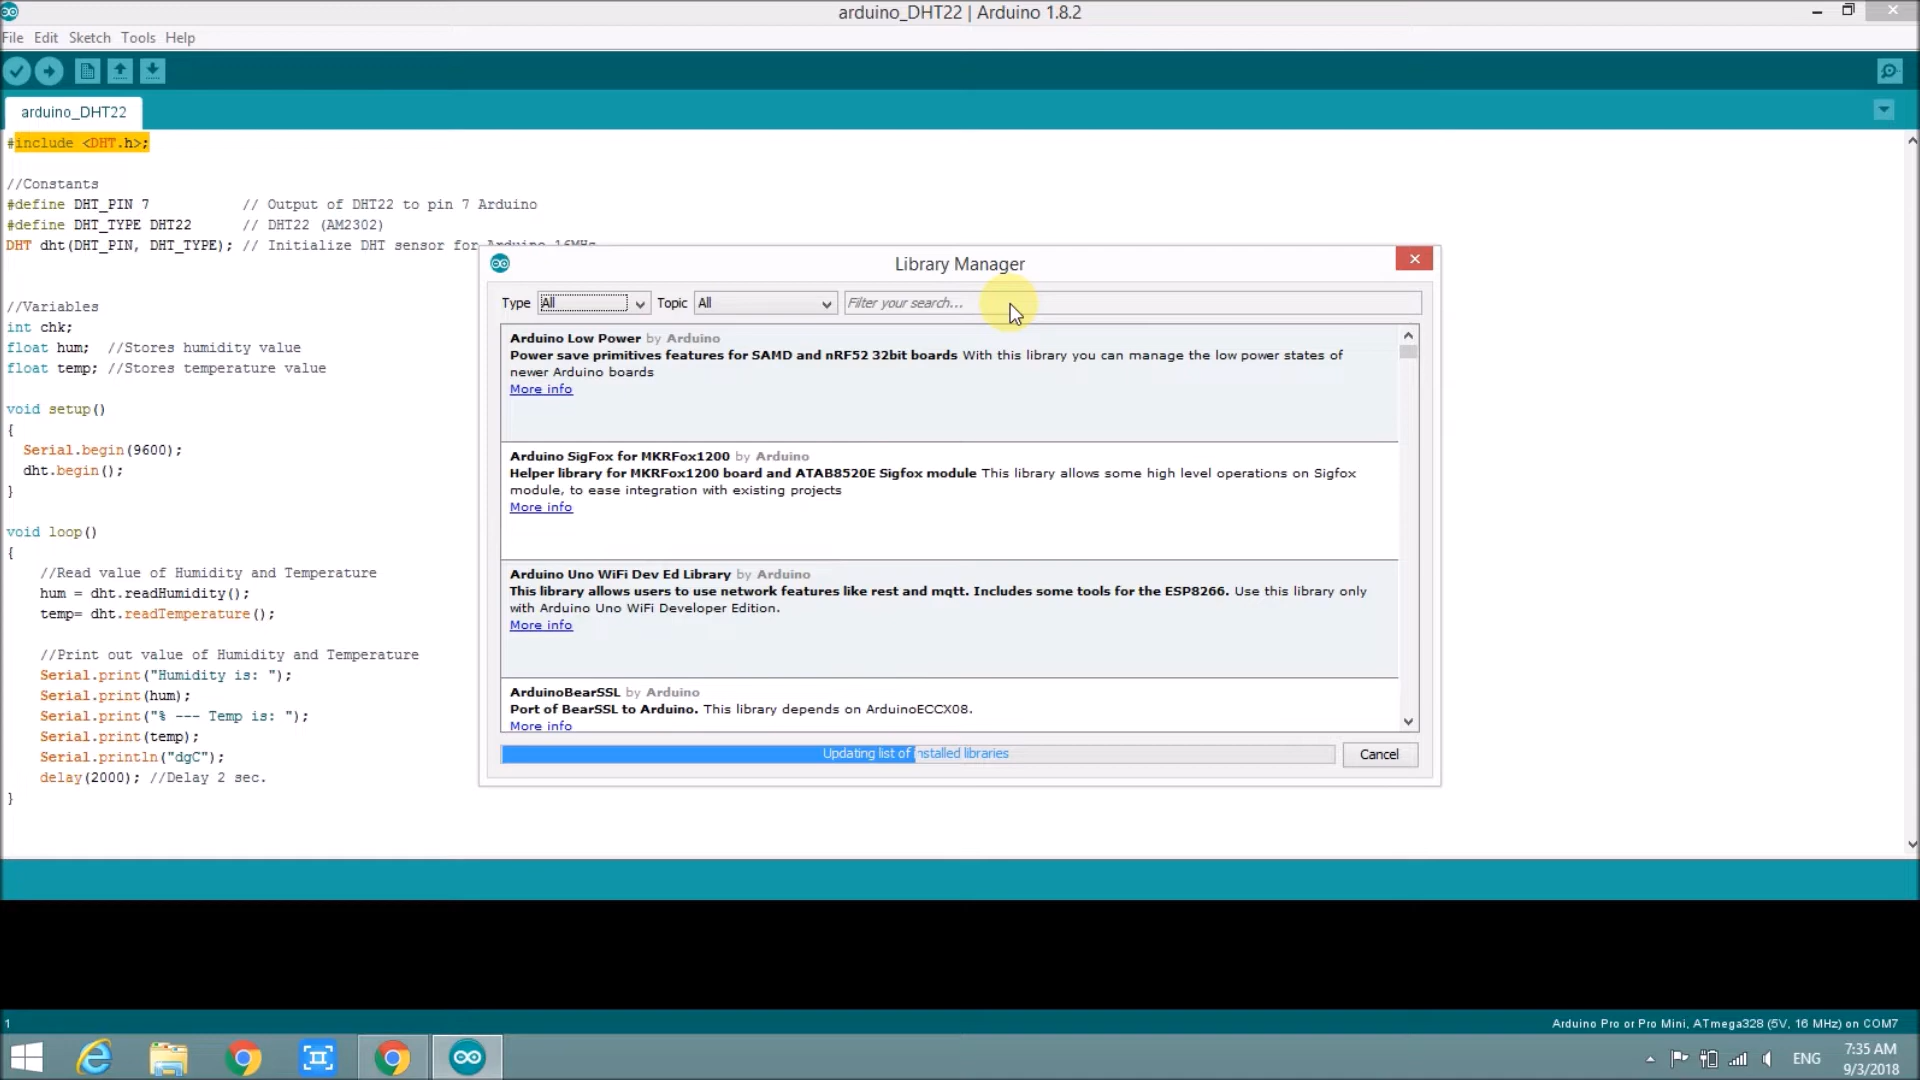 arduino_DHT22 | Arduino 1.8.2
File Edit Sketch Tools Help
arduino_DHT22
#include <DHT.h>;
//Constants
#define DHT_PIN 7 // Output of DHT22 to pin 7 Arduino
#define DHT_TYPE DHT22 // DHT22 (AM2302)
DHT dht(DHT_PIN, DHT_TYPE); // Initialize DHT sensor for Arduino 16MHz
//Variables
int chk;
float hum; //Stores humidity value
float temp; //Stores temperature value
void setup()
{
Serial.begin(9600);
dht.begin();
}
void loop()
{
//Read value of Humidity and Temperature
hum = dht.readHumidity();
temp= dht.readTemperature();
//Print out value of Humidity and Temperature
Serial.print("Humidity is: ");
Serial.print(hum);
Serial.print("% --- Temp is: ");
Serial.print(temp);
Serial.println("dgC");
delay(2000); //Delay 2 sec.
}
Library Manager
Type All Topic All Filter your search...
Arduino Low Power by Arduino
Power save primitives features for SAMD and nRF52 32bit boards With this library you can manage the low power states of
newer Arduino boards
More info
Arduino SigFox for MKRFox1200 by Arduino
Helper library for MKRFox1200 board and ATAB8520E Sigfox module This library allows some high level operations on Sigfox
module, to ease integration with existing projects
More info
Arduino Uno WiFi Dev Ed Library by Arduino
This library allows users to use network features like rest and mqtt. Includes some tools for the ESP8266. Use this library only
with Arduino Uno WiFi Developer Edition.
More info
ArduinoBearSSL by Arduino
Port of BearSSL to Arduino. This library depends on ArduinoECCX08.
More info
Updating list of installed libraries
Cancel
1
Arduino Pro or Pro Mini, ATmega328 (5V, 16 MHz) on COM7
ENG
7:35 AM
9/3/2018